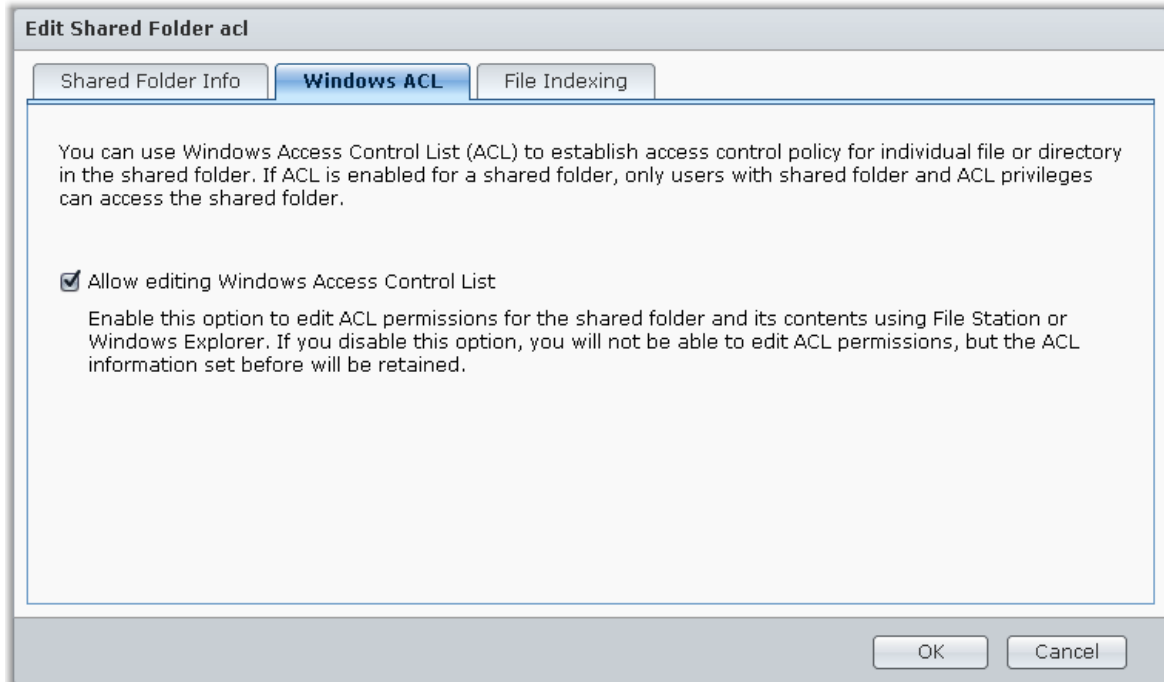 Edit Shared Folder acl
Shared Folder Info
Windows ACL
File Indexing
You can use Windows Access Control List (ACL) to establish access control policy for individual file or directory
in the shared folder. If ACL is enabled for a shared folder, only users with shared folder and ACL privileges
can access the shared folder.
Allow editing Windows Access Control List
Enable this option to edit ACL permissions for the shared folder and its contents using File Station or
Windows Explorer. If you disable this option, you will not be able to edit ACL permissions, but the ACL
information set before will be retained.
OK
Cancel